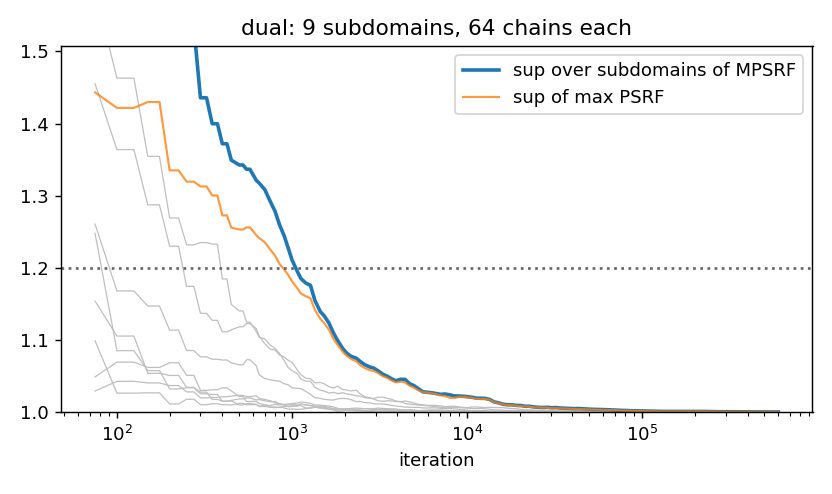 dual: 9 subdomains, 64 chains each
1.5
1.4
1.3
1.2
1.1
1.0
sup over subdomains of MPSRF
sup of max PSRF
10² 10³ 10⁴ 10⁵
iteration